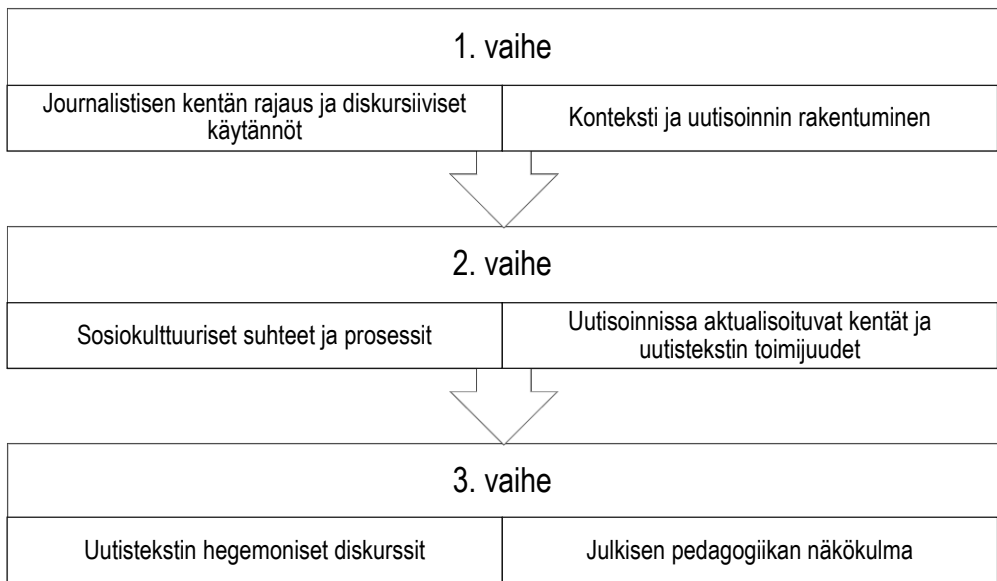 1. vaihe
Journalistisen kentän rajaus ja diskursiiviset
käytännöt
Konteksti ja uutisoinnin rakentuminen
2. vaihe
Sosiokulttuuriset suhteet ja prosessit
Uutisoinnissa aktualisoituvat kentät ja
uutistekstin toimijuudet
3. vaihe
Uutistekstin hegemoniset diskurssit
Julkisen pedagogiikan näkökulma